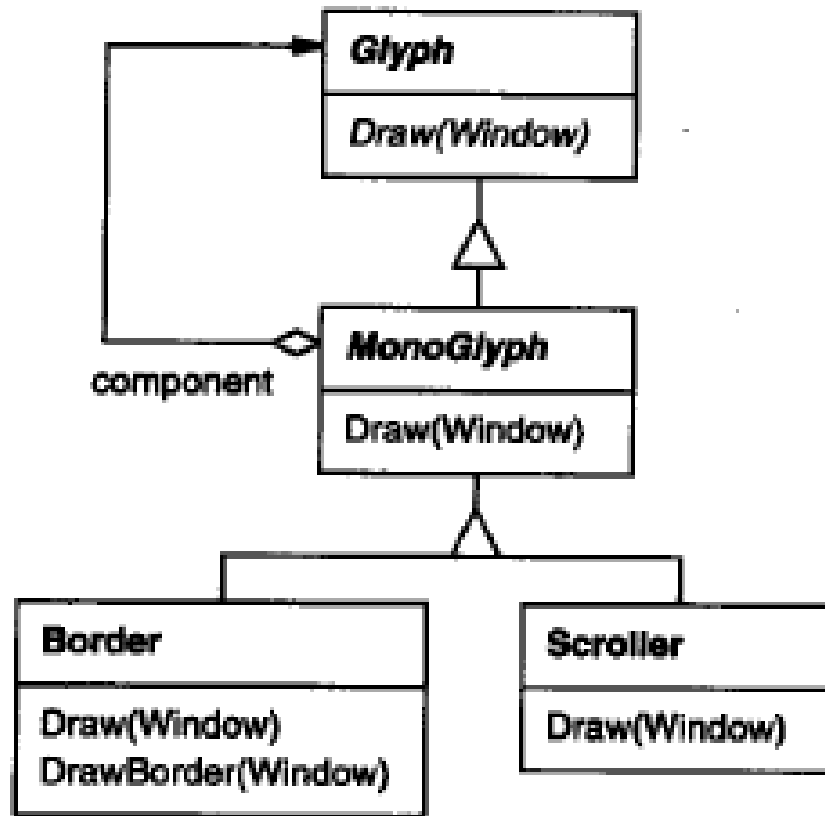 Glyph
Draw(Window)
MonoGlyph
component
Draw(Window)
Border
Draw(Window)
DrawBorder(Window)
Scroller
Draw(Window)